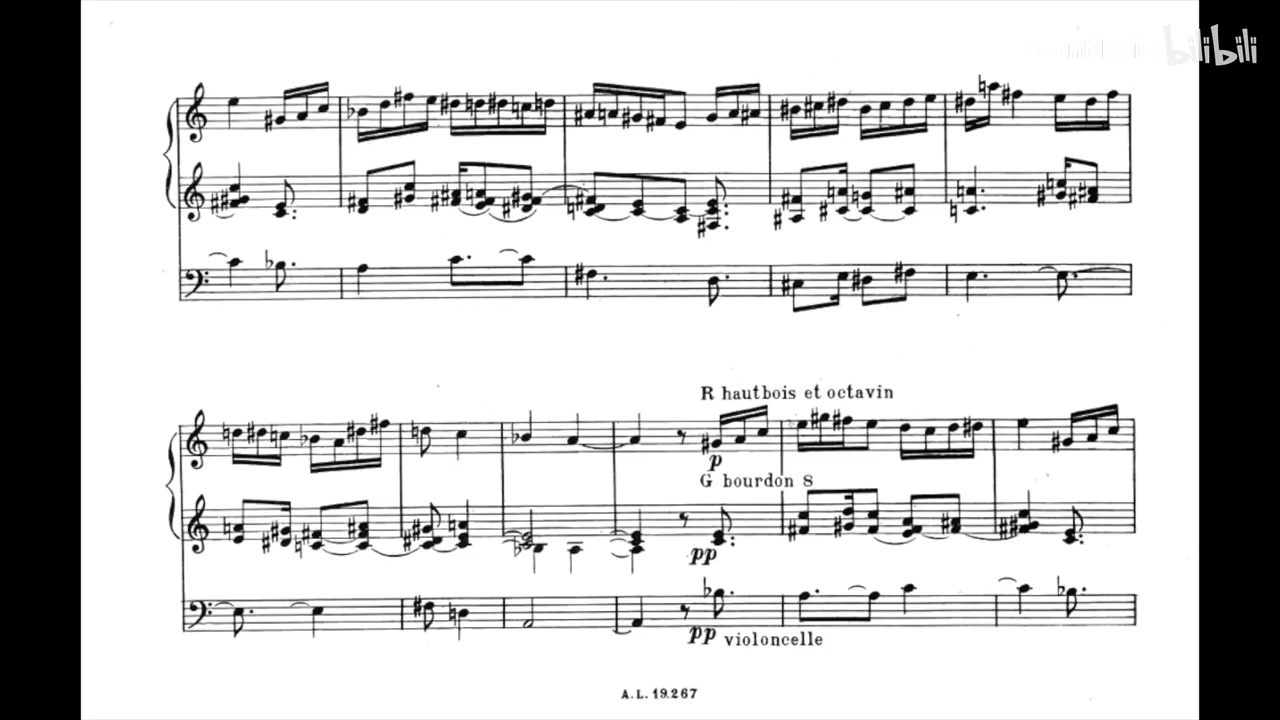 bilibili
R hautbois et octavin
p
G bourdon 8
pp
pp violoncelle
A.L. 19.267